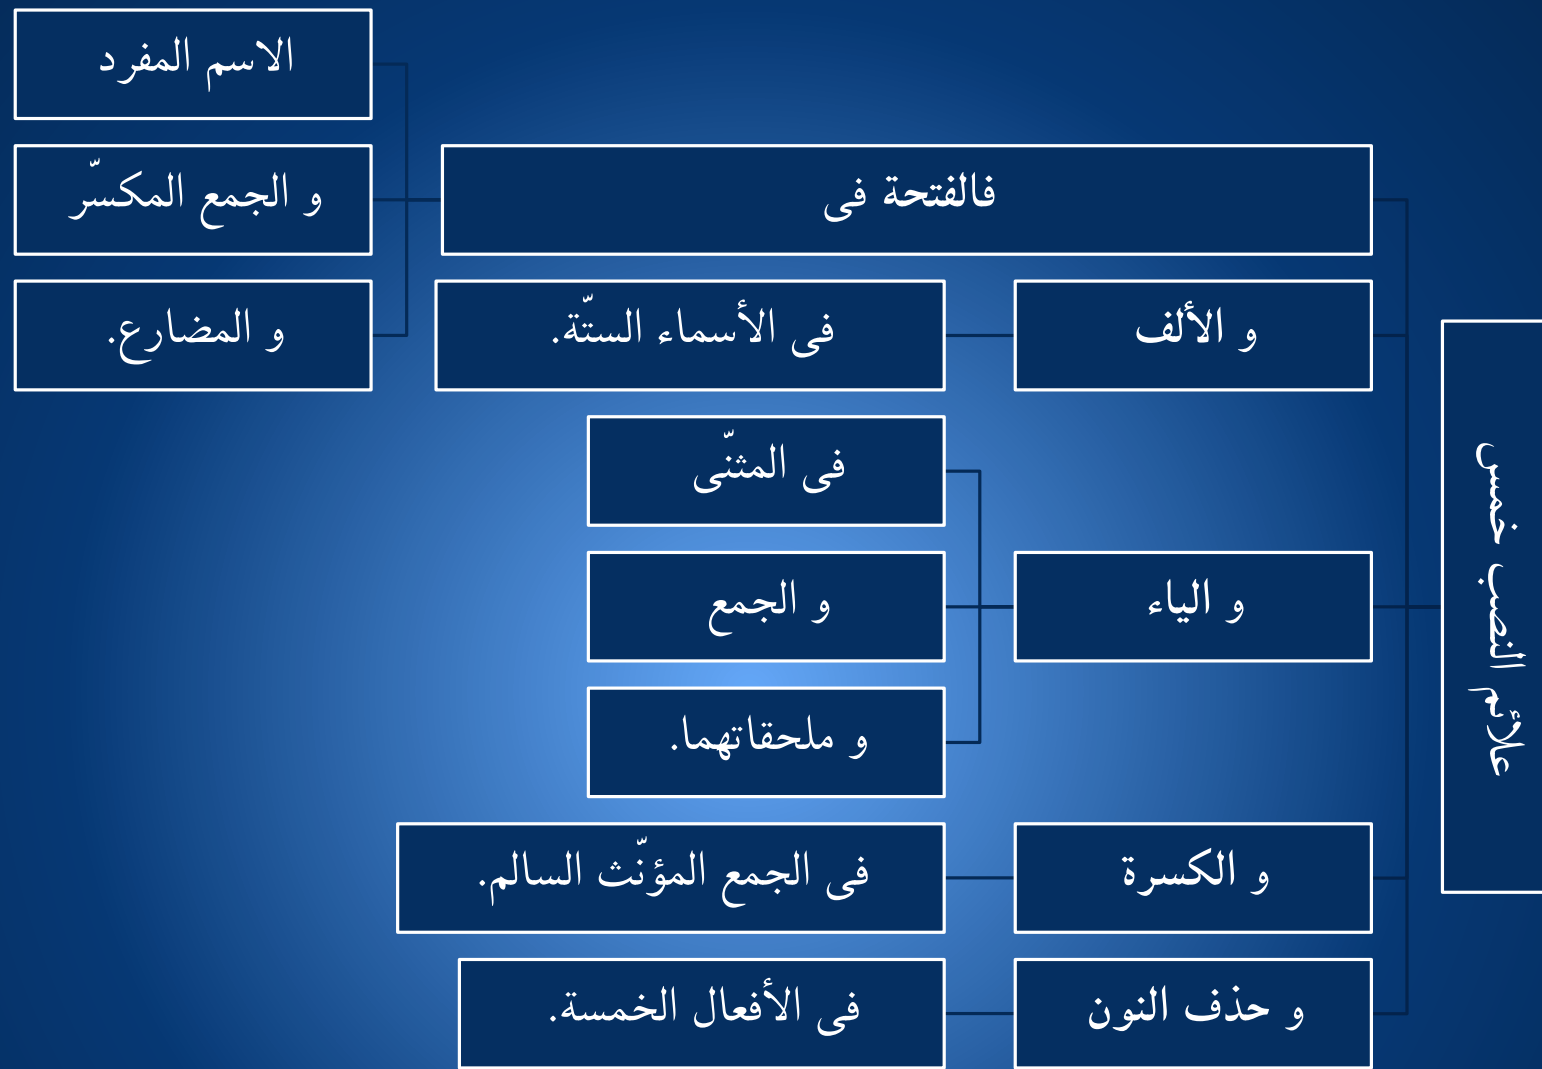 علائم النصب خمس
فالفتحة فى
الاسم المفرد
و الجمع المكسّر
و المضارع.
و الألف
فى الأسماء الستّة.
و الياء
فى المثنّى
و الجمع
و ملحقاتهما.
و الكسرة
فى الجمع المؤنّث السالم.
و حذف النون
فى الأفعال الخمسة.